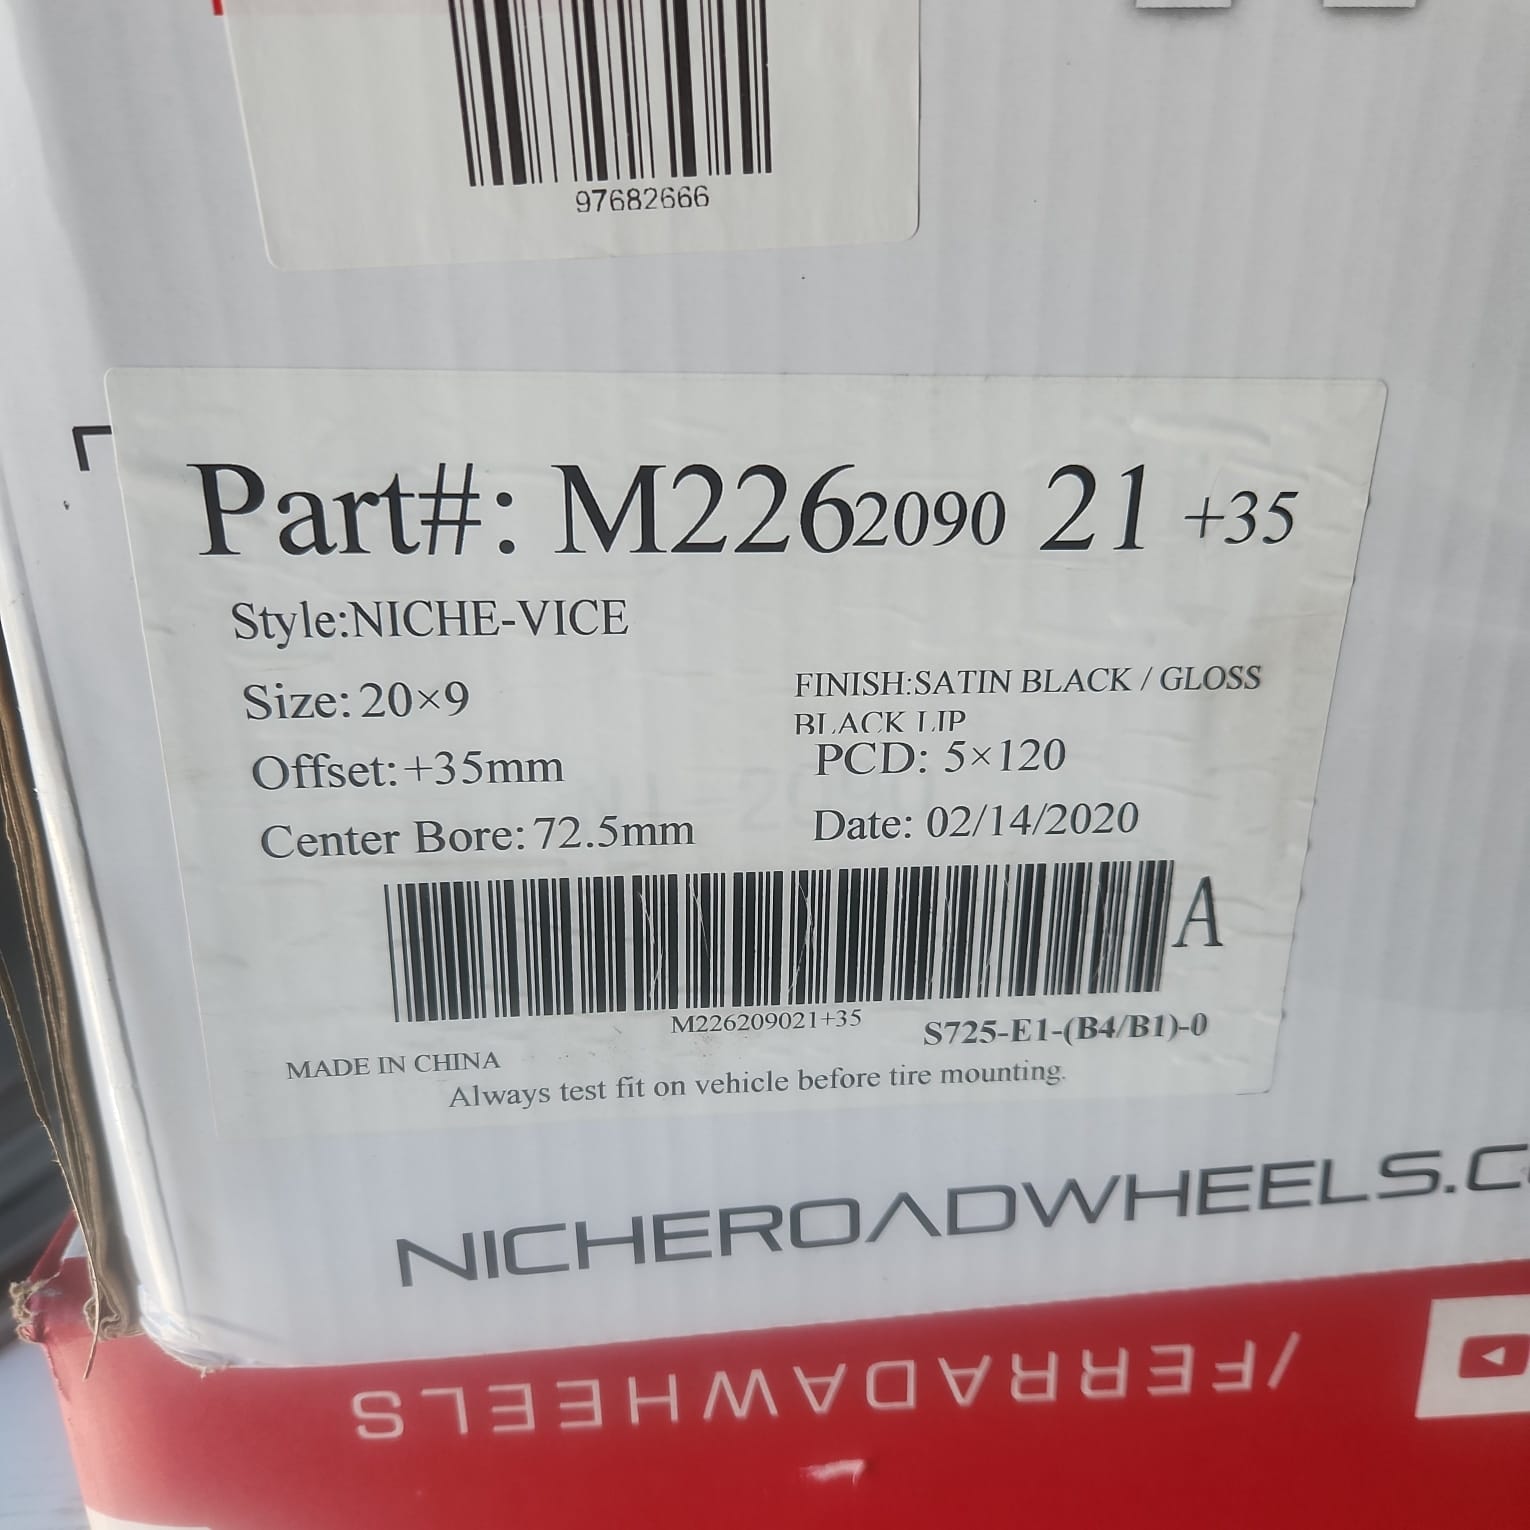 97682666
Part#: M2262090 21 +35
Style:NICHE-VICE
Size: 20×9
FINISH:SATIN BLACK / GLOSS
BLACK LIP
Offset: +35mm
PCD: 5×120
Center Bore: 72.5mm
Date: 02/14/2020
A
M226209021+35
S725-E1-(B4/B1)-0
MADE IN CHINA
Always test fit on vehicle before tire mounting.
NICHEROADWHEELS.C
/FERRADAWHEELS